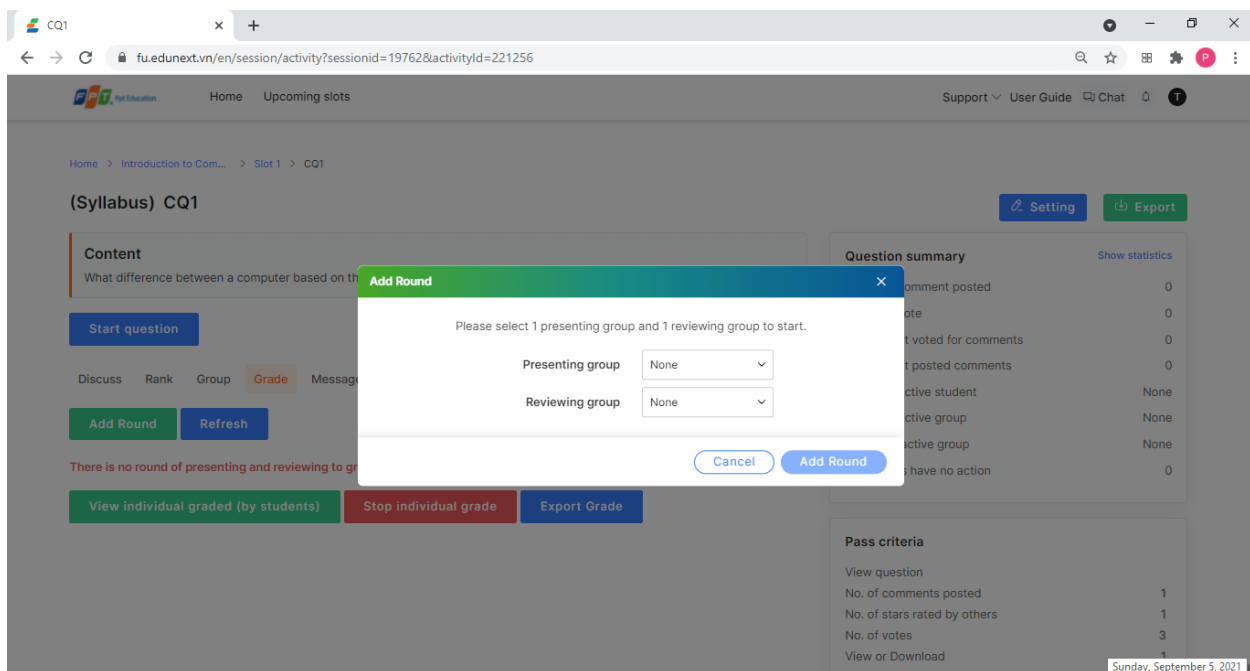 CQ1
fu.edunext.vn/en/session/activity?sessionid=19762&activityId=221256
P
FPT Fpt Education
Home Upcoming slots
Support User Guide Chat T
Home > Introduction to Com... > Slot 1 > CQ1
(Syllabus) CQ1
Setting Export
Content
What difference between a computer based on th
Start question
Discuss Rank Group Grade Message
Add Round Refresh
There is no round of presenting and reviewing to gr
View individual graded (by students) Stop individual grade Export Grade
Add Round
Please select 1 presenting group and 1 reviewing group to start.
Presenting group None
Reviewing group None
Cancel Add Round
Question summary Show statistics
omment posted 0
ote 0
t voted for comments 0
t posted comments 0
ctive student None
ctive group None
active group None
s have no action 0
Pass criteria
View question
No. of comments posted 1
No. of stars rated by others 1
No. of votes 3
View or Download 1
Sunday, September 5, 2021